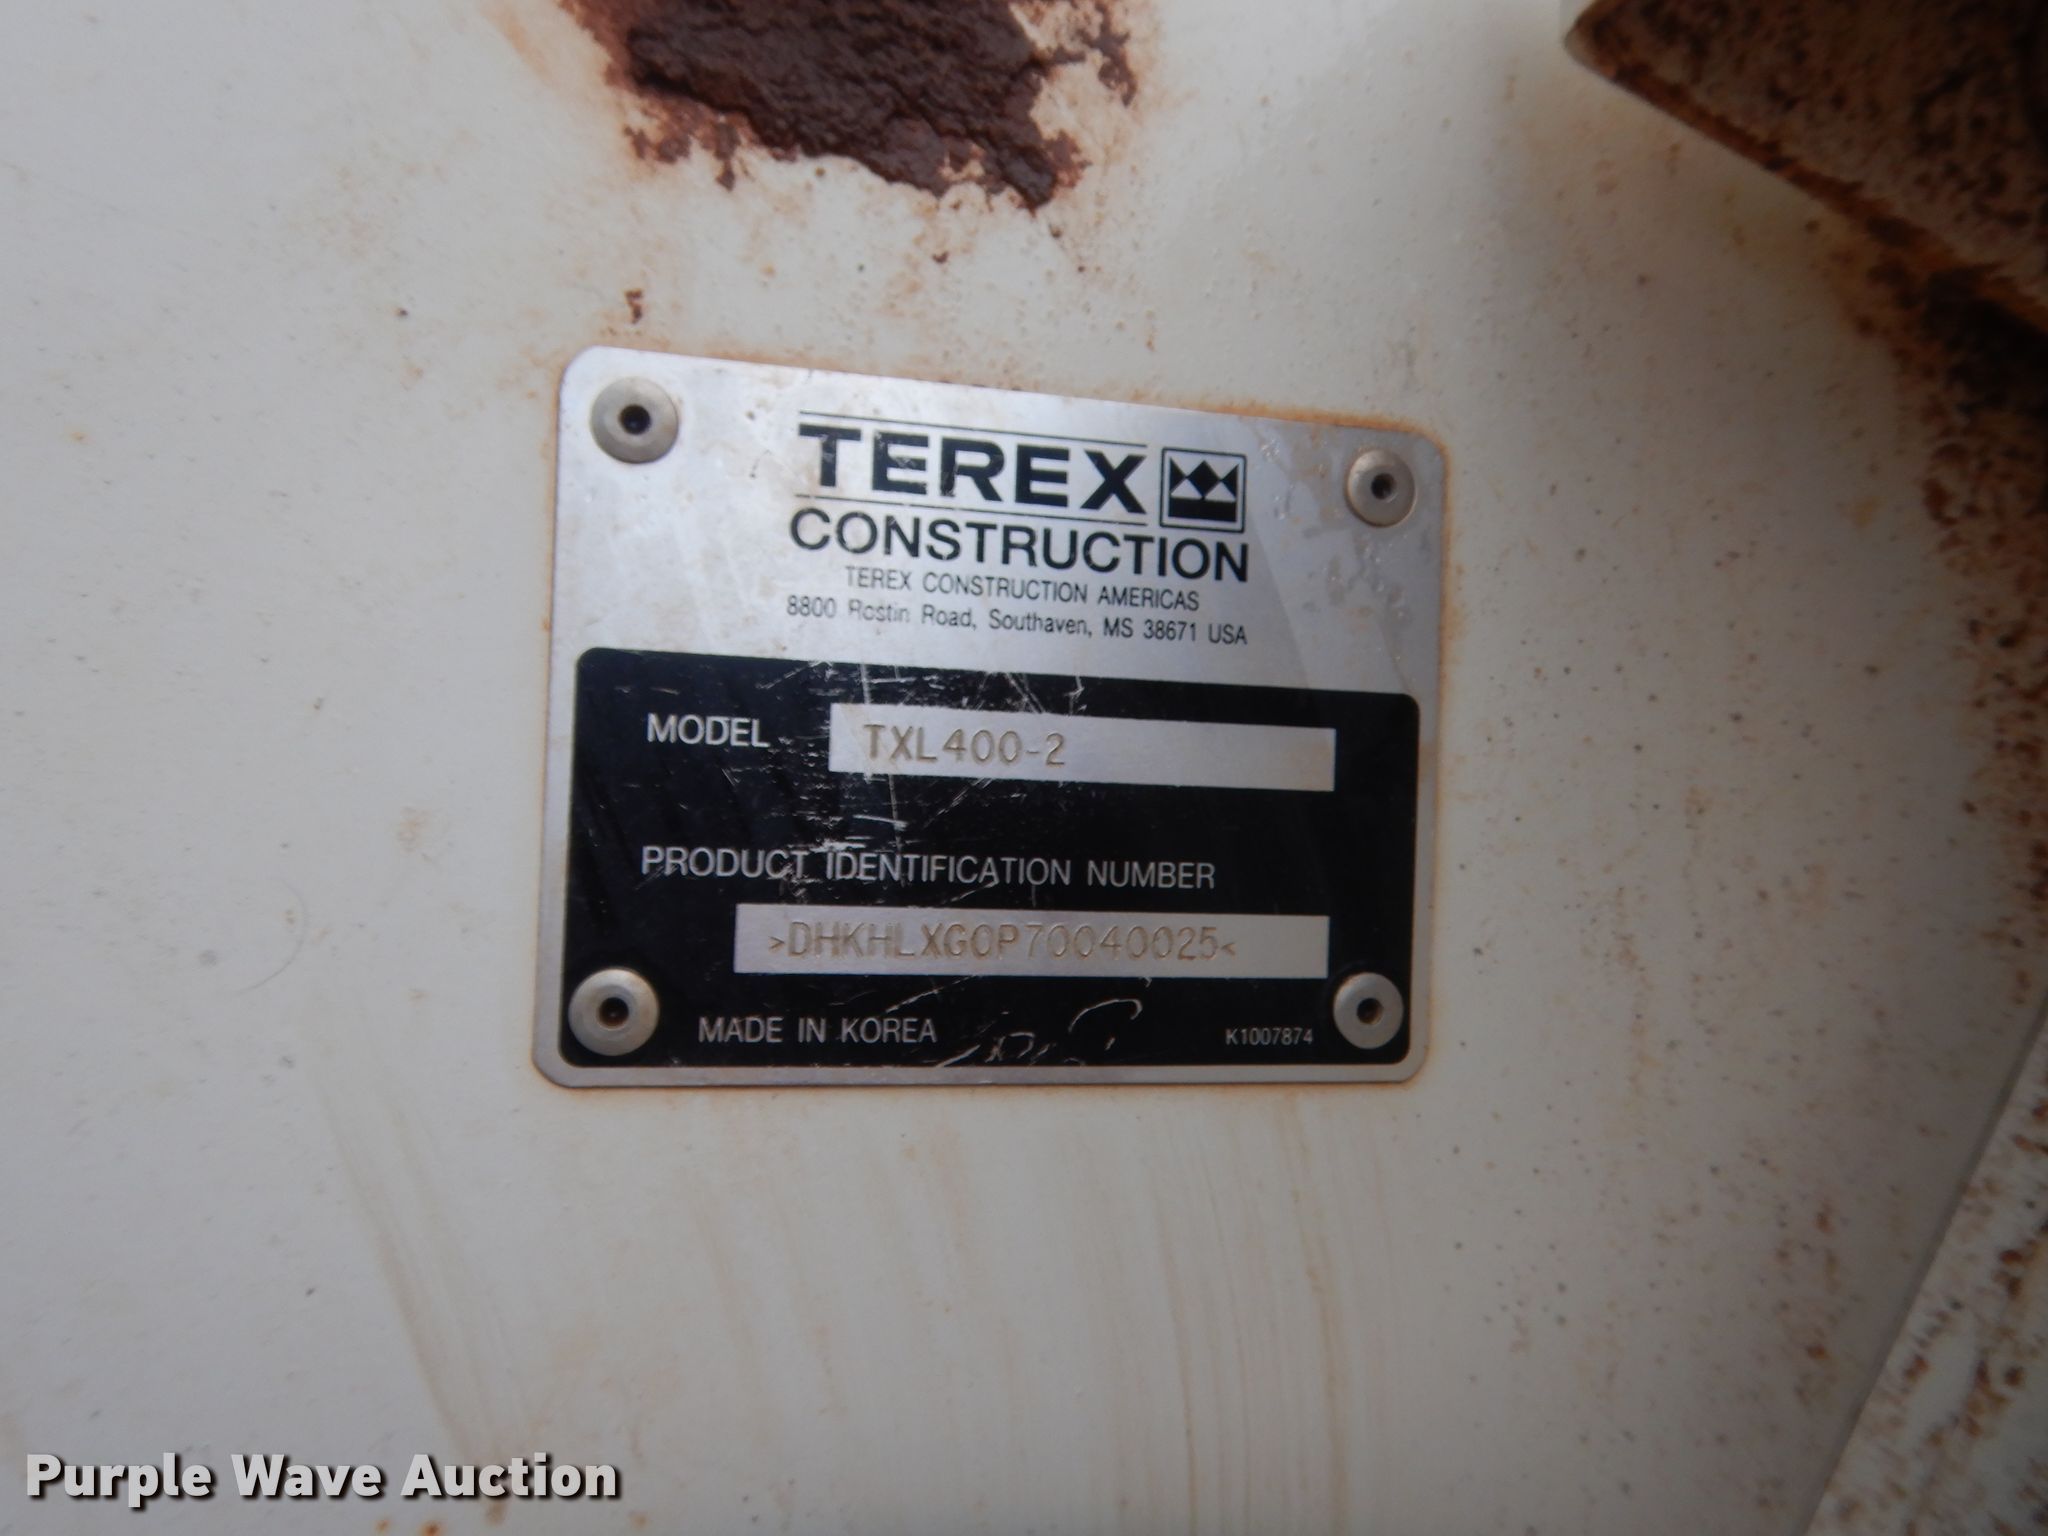 TEREX
CONSTRUCTION
TEREX CONSTRUCTION AMERICAS
8800 Rostin Road, Southaven, MS 38671 USA
MODEL TXL400-2
PRODUCT IDENTIFICATION NUMBER
>DHKHLXG0P70040025<
MADE IN KOREA K1007874
Purple Wave Auction